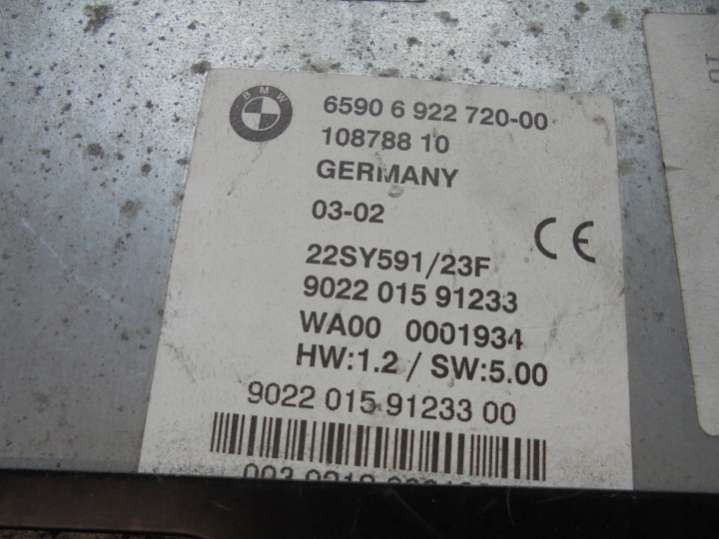 BMW
6590 6 922 720-00
108788 10
GERMANY
03-02
CE
22SY591/23F
9022 015 91233
WA00 0001934
HW:1.2 / SW:5.00
9022 015 91233 00